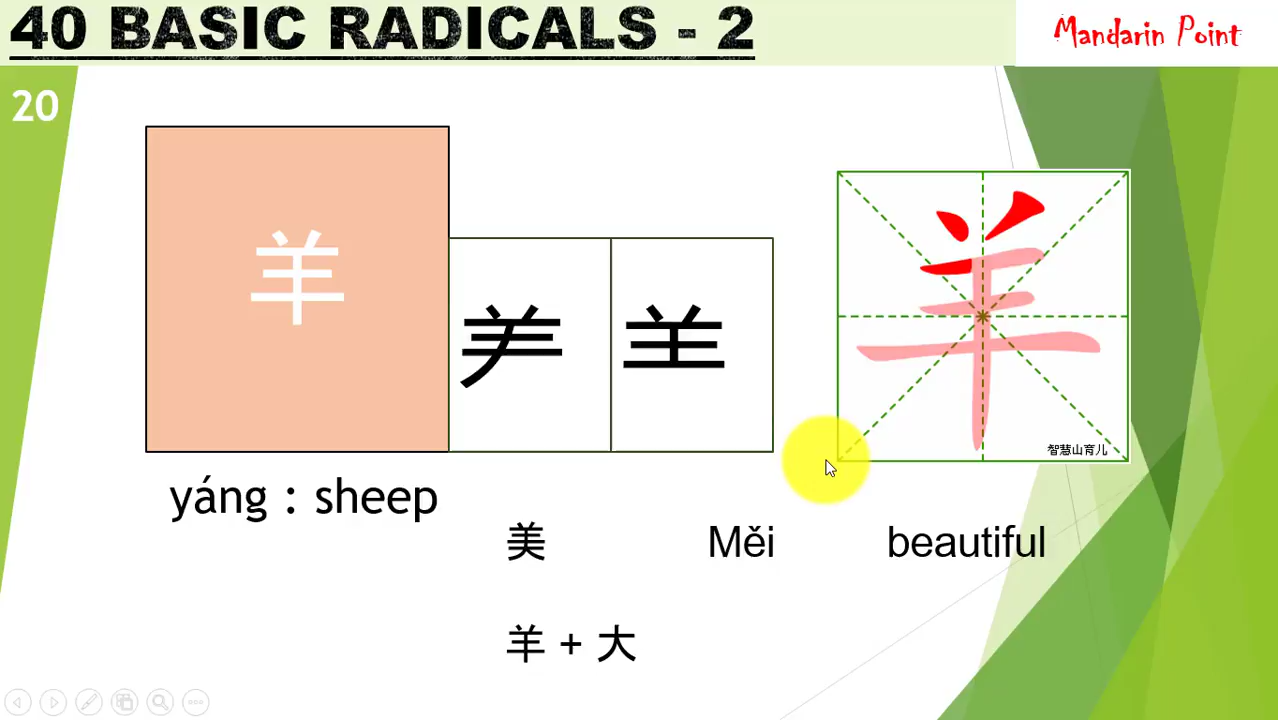 40 BASIC RADICALS - 2
Mandarin Point
20
羊
⺶
⺷
羊
智慧山育儿
yáng : sheep
美 Měi beautiful
羊 + 大